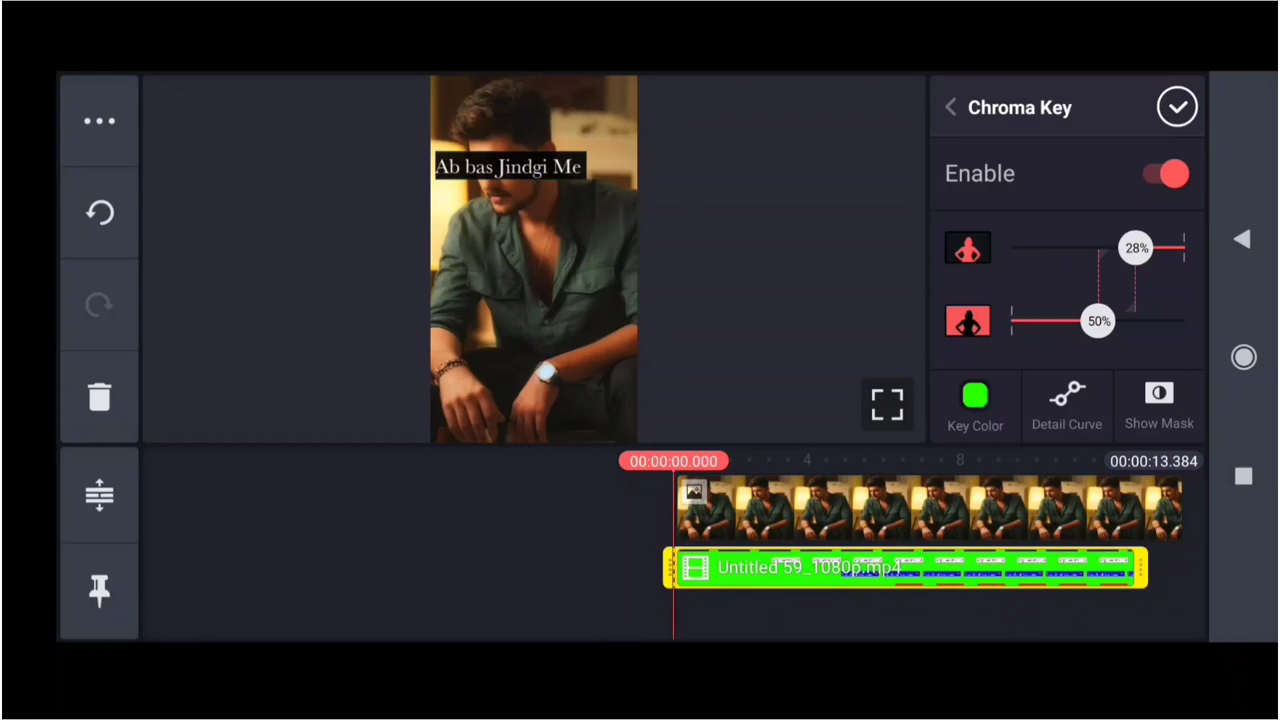 Chroma Key
Enable
Ab bas Jindgi Me
28%
50%
Key Color
Detail Curve
Show Mask
00:00:00.000
4
8
00:00:13.384
Untitled 59_1080p.mp4